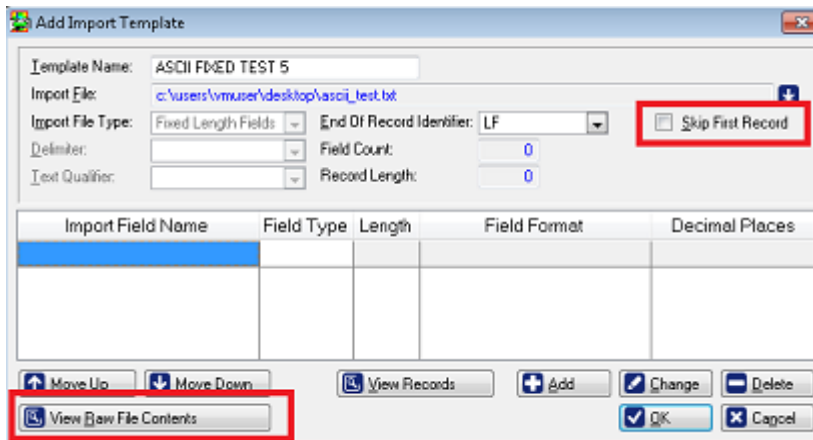 Add Import Template
Template Name: ASCII FIXED TEST 5
Import File: c:\users\vmuser\desktop\ascii_test.txt
Import File Type: Fixed Length Fields End Of Record Identifier: LF Skip First Record
Delimiter: Field Count: 0
Text Qualifier: Record Length: 0
Import Field Name Field Type Length Field Format Decimal Places
Move Up Move Down View Records Add Change Delete
View Raw File Contents OK Cancel